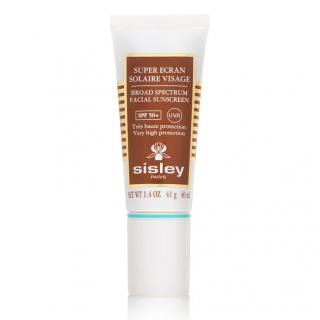 SUPER ECRAN
SOLAIRE VISAGE
BROAD SPECTRUM
FACIAL SUNSCREEN
SPF 50+ UVA
Très haute protection
Very high protection
sisley
PARIS
NET WT 1.4 OZ 41 g 40 ml